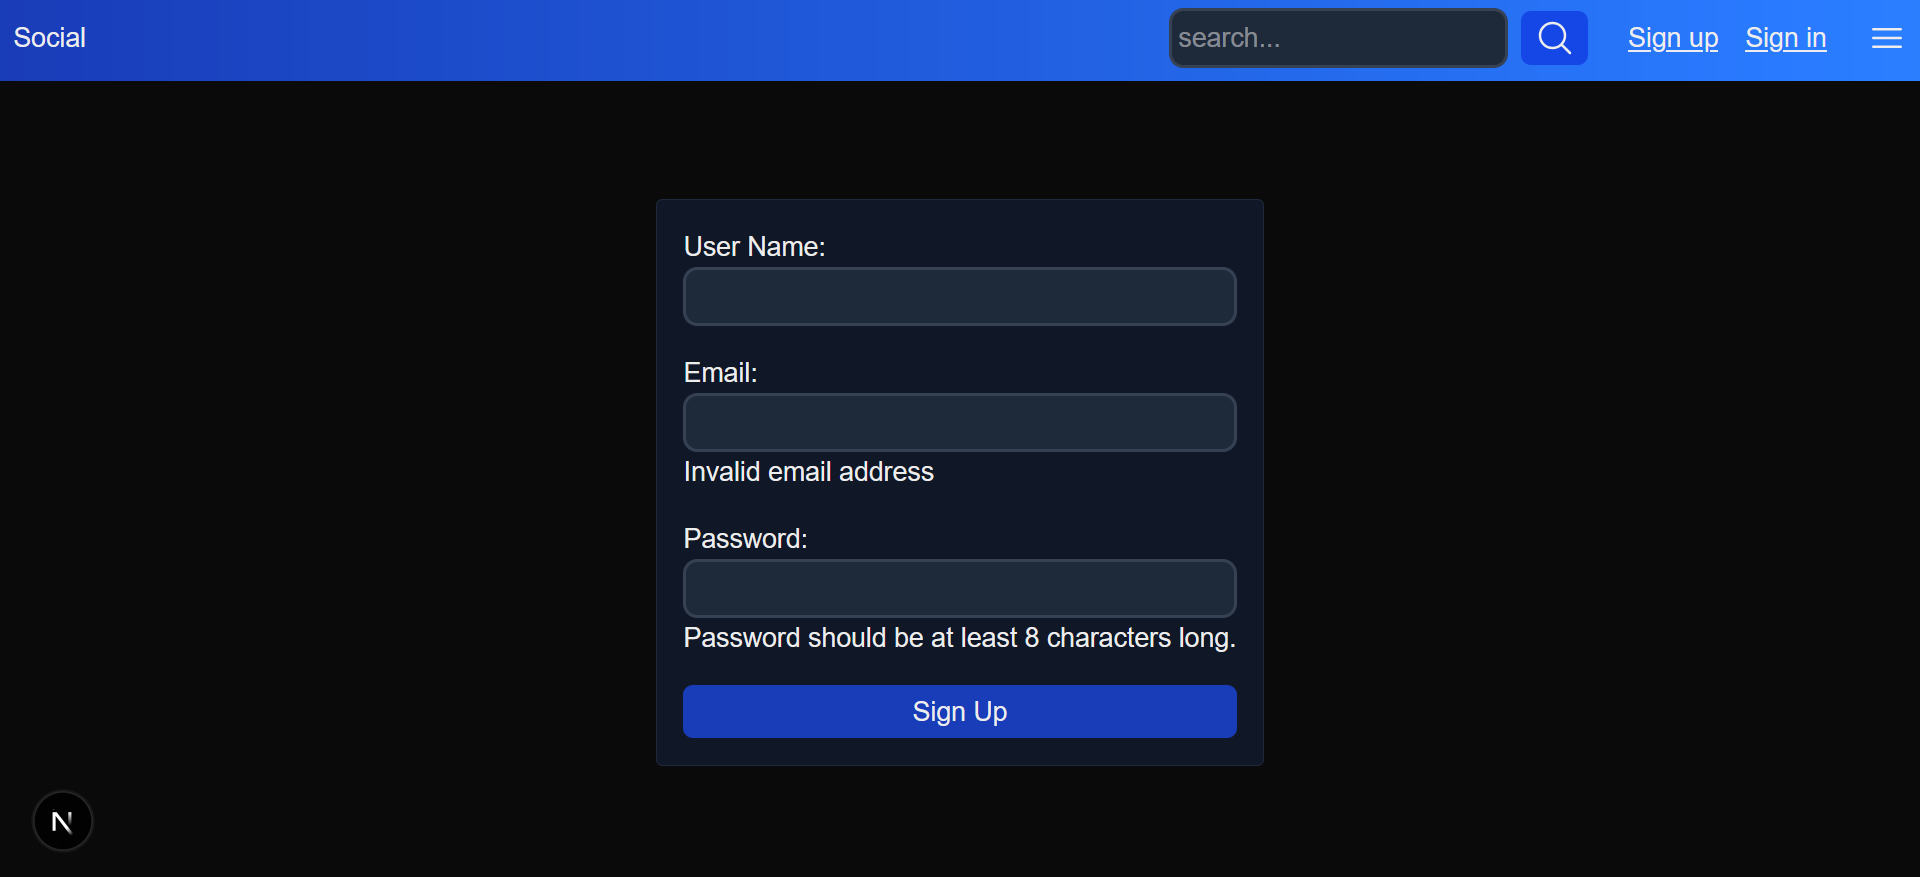 Social
search...
Sign up
Sign in
User Name:
Email:
Invalid email address
Password:
Password should be at least 8 characters long.
Sign Up
N